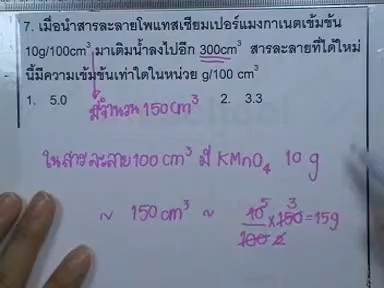 7. เมื่อนำสารละลายโพแทสเซียมเปอร์แมงกาเนตเข้มข้น
10g/100cm³ มาเติมน้ำลงไปอีก 300cm³ สารละลายที่ได้ใหม่
นี้มีความเข้มข้นเท่าใดในหน่วย g/100 cm³
1. 5.0 2. 3.3
มีจำนวน 150 cm³
ในสารละลาย 100 cm³ มี KMnO₄ 10 g
~ 150 cm³ ~ 10/100 × 150 = 15g